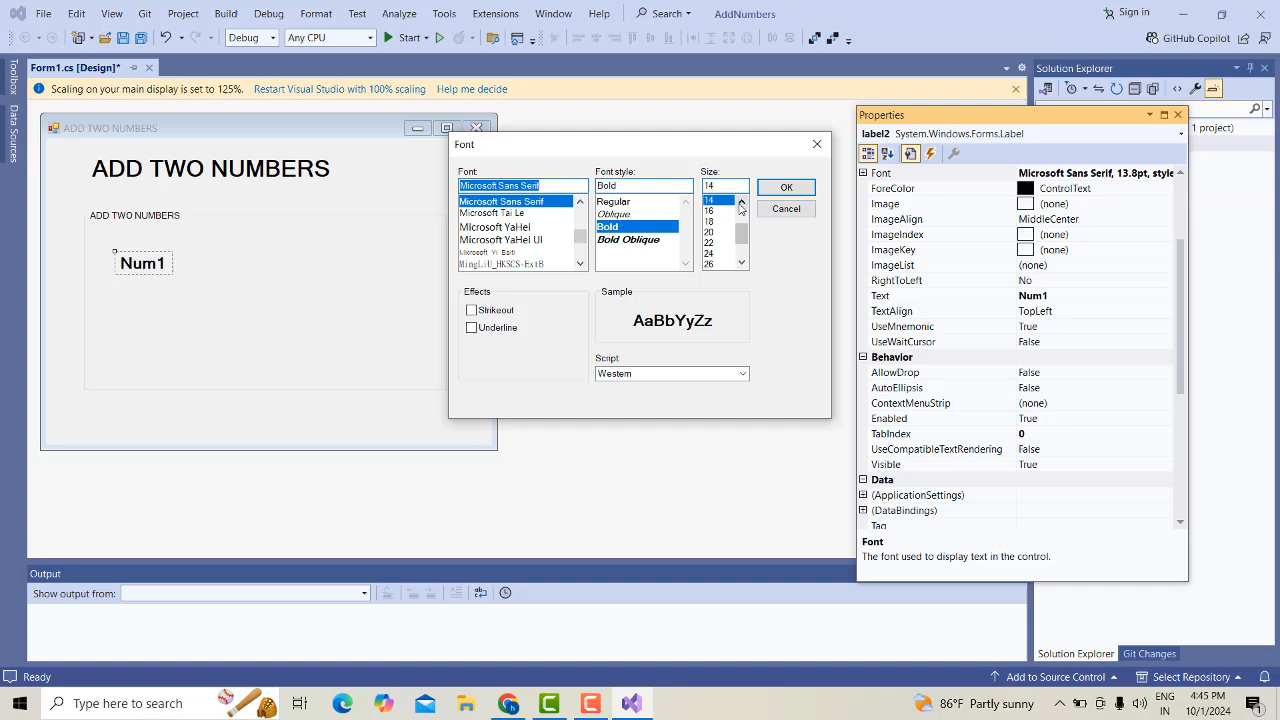 File Edit View Git Project Build Debug Format Test Analyze Tools Extensions Window Help Search AddNumbers Sign in
Debug Any CPU Start GitHub Copilot
Form1.cs [Design]*
Scaling on your main display is set to 125%. Restart Visual Studio with 100% scaling Help me decide
Toolbox
Data Sources
ADD TWO NUMBERS
ADD TWO NUMBERS
ADD TWO NUMBERS
Num1
Font
Font: Font style: Size:
Microsoft Sans Serif Bold 14 OK
Microsoft Sans Serif Regular 14
Microsoft Tai Le Oblique 16 Cancel
Microsoft YaHei Bold 18
Microsoft YaHei UI Bold Oblique 20
Microsoft Yi Baiti 22
MingLiU_HKSCS-ExtB 24
26
Effects Sample
Strikeout
Underline
AaBbYyZz
Script:
Western
Solution Explorer
1 project)
Properties
label2 System.Windows.Forms.Label
Font Microsoft Sans Serif, 13.8pt, style
ForeColor ControlText
Image (none)
ImageAlign MiddleCenter
ImageIndex (none)
ImageKey (none)
ImageList (none)
RightToLeft No
Text Num1
TextAlign TopLeft
UseMnemonic True
UseWaitCursor False
Behavior
AllowDrop False
AutoEllipsis False
ContextMenuStrip (none)
Enabled True
TabIndex 0
UseCompatibleTextRendering False
Visible True
Data
(ApplicationSettings)
(DataBindings)
Tag
Font
The font used to display text in the control.
Output
Show output from:
Solution Explorer Git Changes
Ready Add to Source Control Select Repository
Type here to search 86°F Partly sunny ENG IN 4:45 PM 10/1/2024 1